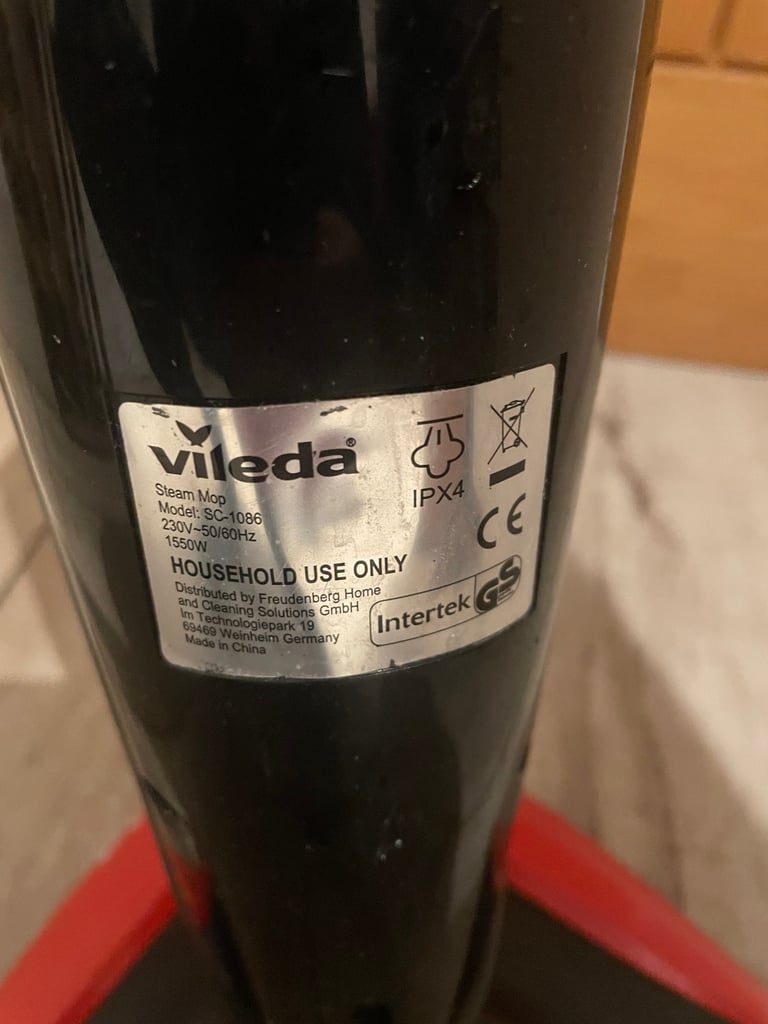 vileda®
Steam Mop
Model: SC-1086
230V~50/60Hz
1550W
IPX4
CE
HOUSEHOLD USE ONLY
Distributed by Freudenberg Home
and Cleaning Solutions GmbH
Im Technologiepark 19
69469 Weinheim Germany
Made in China
Intertek GS